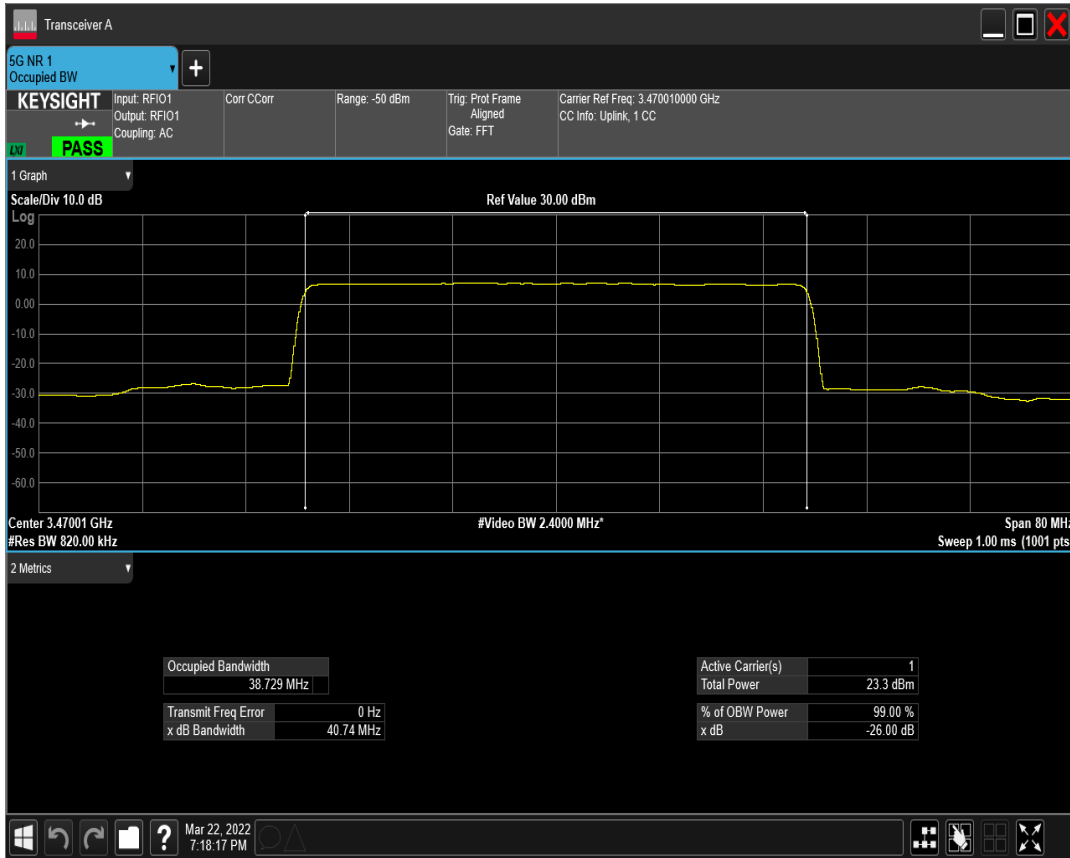 Transceiver A
5G NR 1
Occupied BW
KEYSIGHT
LXI
PASS
Input: RFIO1
Output: RFIO1
Coupling: AC
Corr CCorr
Range: -50 dBm
Trig: Prot Frame
Aligned
Gate: FFT
Carrier Ref Freq: 3.470010000 GHz
CC Info: Uplink, 1 CC
1 Graph
Scale/Div 10.0 dB
Ref Value 30.00 dBm
Log
20.0
10.0
0.00
-10.0
-20.0
-30.0
-40.0
-50.0
-60.0
Center 3.47001 GHz
#Video BW 2.4000 MHz*
Span 80 MHz
#Res BW 820.00 kHz
Sweep 1.00 ms (1001 pts
2 Metrics
Occupied Bandwidth
38.729 MHz
Transmit Freq Error 0 Hz
x dB Bandwidth 40.74 MHz
Active Carrier(s) 1
Total Power 23.3 dBm
% of OBW Power 99.00 %
x dB -26.00 dB
?
Mar 22, 2022
7:18:17 PM